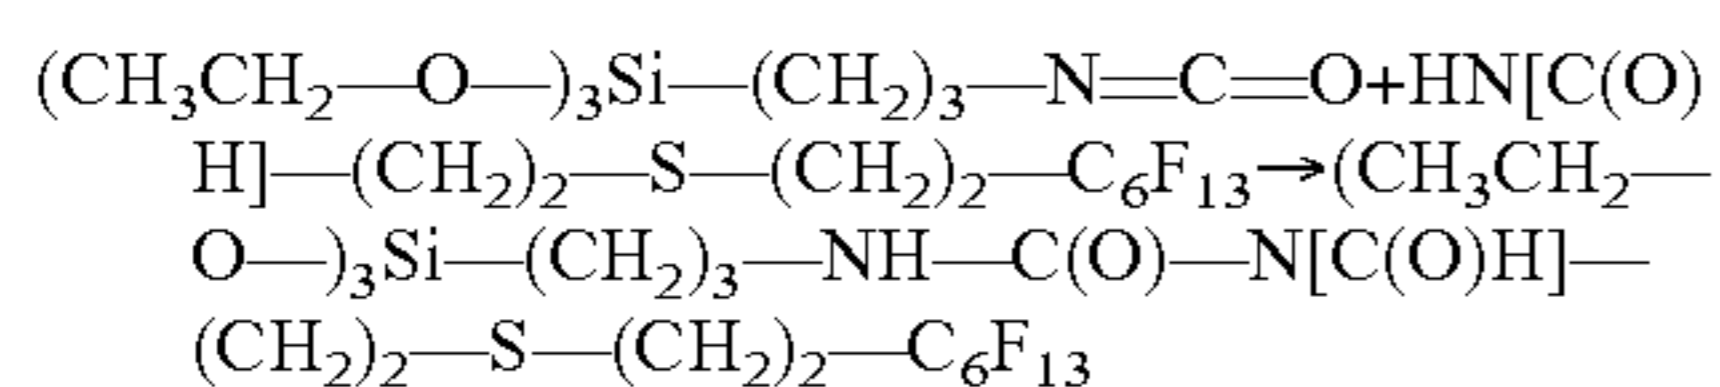 (CH₃CH₂—O—)₃Si—(CH₂)₃—N=C=O+HN[C(O)
H]—(CH₂)₂—S—(CH₂)₂—C₆F₁₃→(CH₃CH₂—
O—)₃Si—(CH₂)₃—NH—C(O)—N[C(O)H]—
(CH₂)₂—S—(CH₂)₂—C₆F₁₃